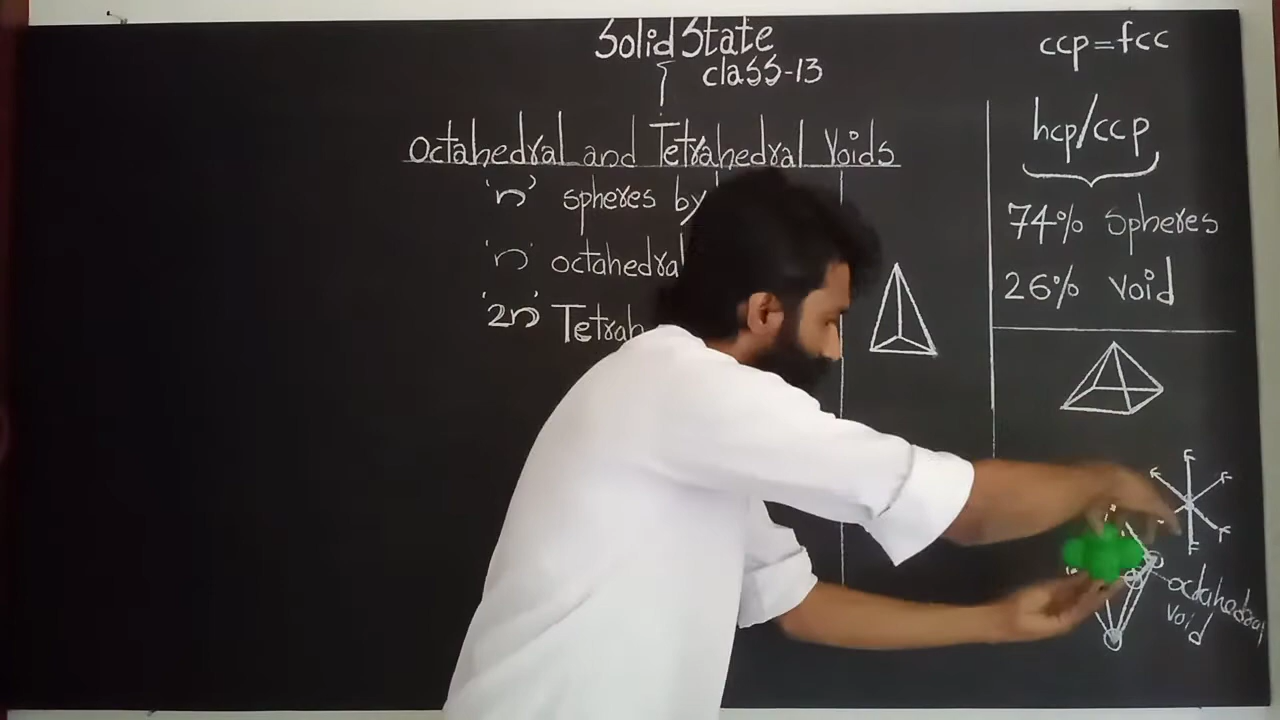 Solid State
class-13
Octahedral and Tetrahedral Voids
'n' spheres by
'n' octahedral
'2n' Tetrah
ccp=fcc
hcp/ccp
74% Spheres
26% void
F
F F
F F
F
octahedral
void